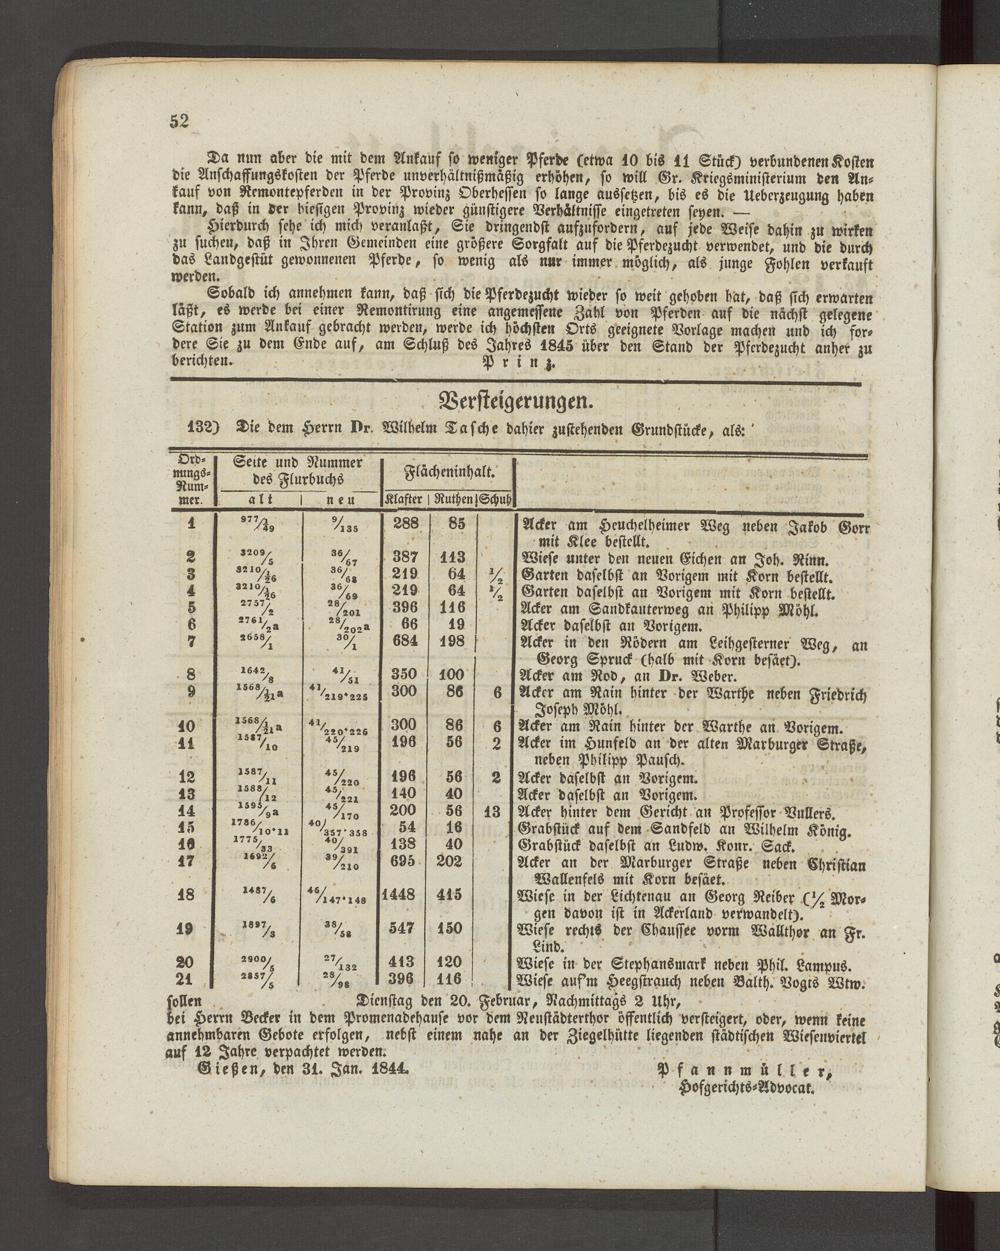 52
Da nun aber die mit dem Ankauf so weniger Pferde (etwa 10 bis 11 Stück) verbundenen Kosten
die Anschaffungskosten der Pferde unverhältnißmäßig erhöhen, so will Gr. Kriegsministerium den An-
kauf von Remontepferden in der Provinz Oberhessen so lange aussetzen, bis es die Ueberzeugung haben
kann, daß in der hiesigen Provinz wieder günstigere Verhältnisse eingetreten seyen. —
Hierdurch sehe ich mich veranlaßt, Sie dringendst aufzufordern, auf jede Weise dahin zu wirken
zu suchen, daß in Ihren Gemeinden eine größere Sorgfalt auf die Pferdezucht verwendet, und die durch
das Landgestüt gewonnenen Pferde, so wenig als nur immer möglich, als junge Fohlen verkauft
werden.
Sobald ich annehmen kann, daß sich die Pferdezucht wieder so weit gehoben hat, daß sich erwarten
läßt, es werde bei einer Remontirung eine angemessene Zahl von Pferden auf die nächst gelegene
Station zum Ankauf gebracht werden, werde ich höchsten Orts geeignete Vorlage machen und ich for-
dere Sie zu dem Ende auf, am Schluß des Jahres 1845 über den Stand der Pferdezucht anher zu
berichten. Prinz.
Versteigerungen.
132) Die dem Herrn Dr. Wilhelm Tasche dahier zustehenden Grundstücke, als:
Ord-
nungs-
Num-
mer.
Seite und Nummer
des Flurbuchs
alt | neu
Flächeninhalt.
Klafter | Ruthen | Schuh
1 9/135 288 85 Acker am Heuchelheimer Weg neben Jakob Gorr
mit Klee bestellt.
2 3209/5 36/67 387 113 Wiese unter den neuen Eichen an Joh. Rinn.
3 36/68 219 64 1/2 Garten daselbst an Vorigem mit Korn bestellt.
4 36/69 219 64 1/2 Garten daselbst an Vorigem mit Korn bestellt.
5 2757/2 28/201 396 116 Acker am Sandkauterweg an Philipp Möhl.
6 2761/2a 28/202a 66 19 Acker daselbst an Vorigem.
7 2658/1 30/1 684 198 Acker in den Rödern am Leihgesterner Weg, an
Georg Spruck (halb mit Korn besäet).
8 1642/8 41/51 350 100 Acker am Rod, an Dr. Weber.
9 41/219·225 300 86 6 Acker am Rain hinter der Warthe neben Friedrich
Joseph Möhl.
10 41/220·226 300 86 6 Acker am Rain hinter der Warthe an Vorigem.
11 1587/10 45/219 196 56 2 Acker im Hunfeld an der alten Marburger Straße,
neben Philipp Pausch.
12 1587/11 45/220 196 56 2 Acker daselbst an Vorigem.
13 1588/12 45/221 140 40 Acker daselbst an Vorigem.
14 1595/9a 45/170 200 56 13 Acker hinter dem Gericht an Professor Vullers.
15 1786/10·11 40/357·358 54 16 Grabstück auf dem Sandfeld an Wilhelm König.
16 1775/33 40/391 138 40 Grabstück daselbst an Ludw. Konr. Sack.
17 1692/6 39/210 695 202 Acker an der Marburger Straße neben Christian
Wallenfels mit Korn besäet.
18 1487/6 46/147·148 1448 415 Wiese in der Lichtenau an Georg Reiber (1/2 Mor-
gen davon ist in Ackerland verwandelt).
19 1897/3 38/58 547 150 Wiese rechts der Chaussee vorm Wallthor an Fr.
Lind.
20 2900/5 27/132 413 120 Wiese in der Stephansmark neben Phil. Lampus.
21 2857/5 28/98 396 116 Wiese auf'm Heegstrauch neben Balth. Vogts Wtw.
sollen Dienstag den 20. Februar, Nachmittags 2 Uhr,
bei Herrn Becker in dem Promenadehause vor dem Neustädterthor öffentlich versteigert, oder, wenn keine
annehmbaren Gebote erfolgen, nebst einem nahe an der Ziegelhütte liegenden städtischen Wiesenviertel
auf 12 Jahre verpachtet werden.
Gießen, den 31. Jan. 1844. Pfannmüller,
Hofgerichts-Advocat.